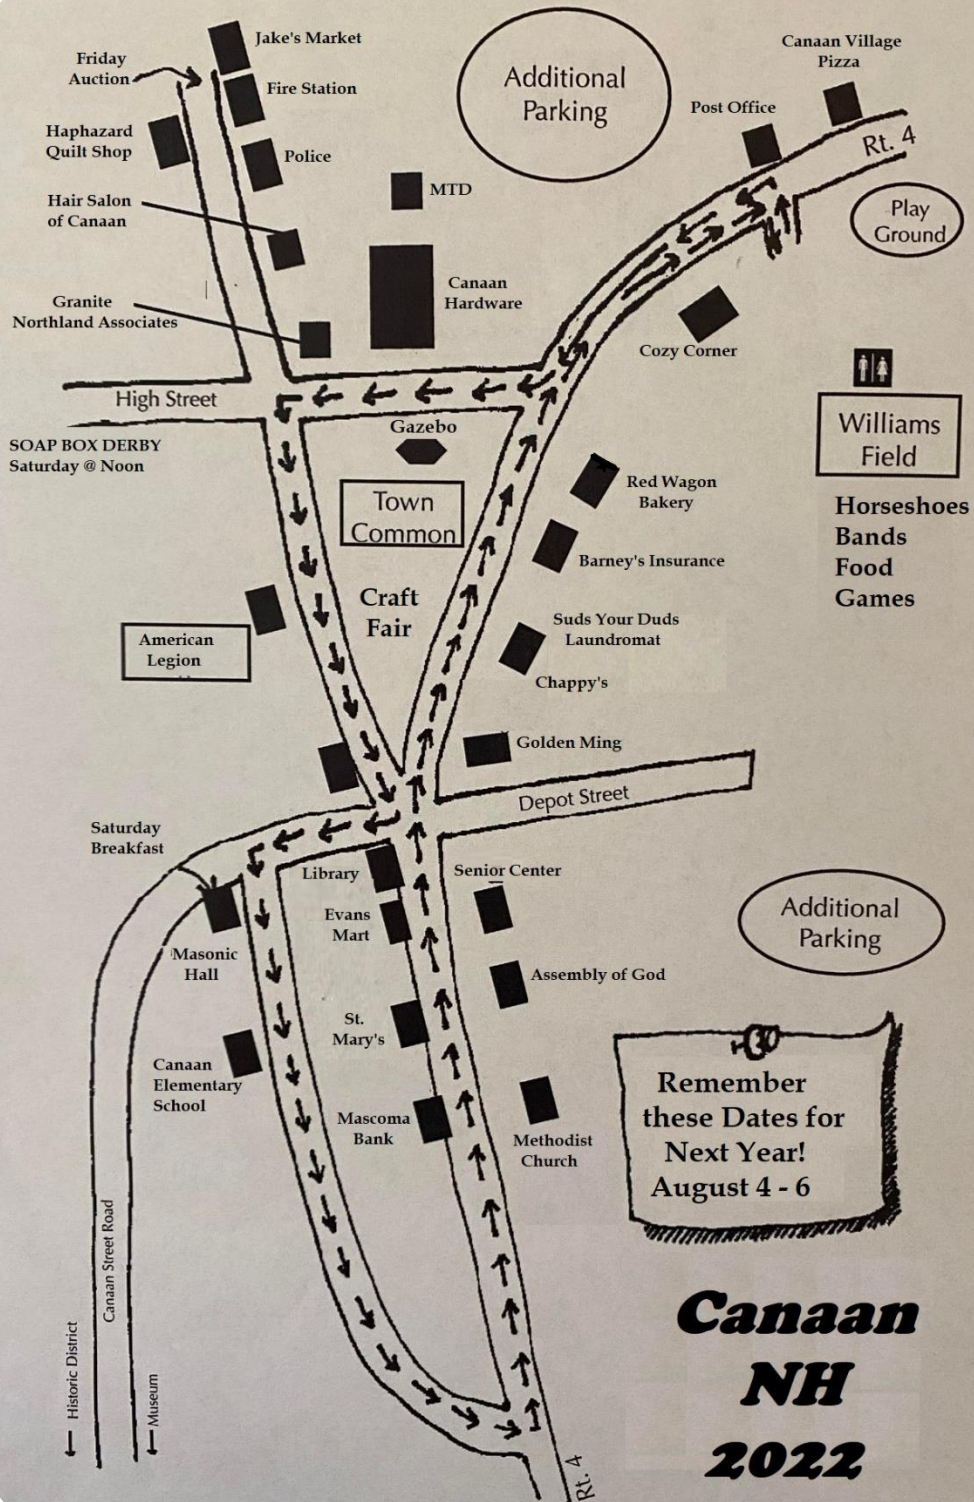 Jake's Market
Friday
Auction
Fire Station
Haphazard
Quilt Shop
Police
Hair Salon
of Canaan
MTD
Additional
Parking
Canaan Village
Pizza
Post Office
Rt. 4
Play
Ground
Granite
Northland Associates
Canaan
Hardware
Cozy Corner
High Street
SOAP BOX DERBY
Saturday @ Noon
Gazebo
Town
Common
Craft
Fair
Williams
Field
Horseshoes
Bands
Food
Games
Red Wagon
Bakery
Barney's Insurance
Suds Your Duds
Laundromat
Chappy's
American
Legion
Golden Ming
Depot Street
Saturday
Breakfast
Library
Senior Center
Evans
Mart
Masonic
Hall
Assembly of God
Additional
Parking
St.
Mary's
Canaan
Elementary
School
Mascoma
Bank
Methodist
Church
Remember
these Dates for
Next Year!
August 4 - 6
Canaan Street Road
Historic District
Museum
Rt. 4
Canaan
NH
2022